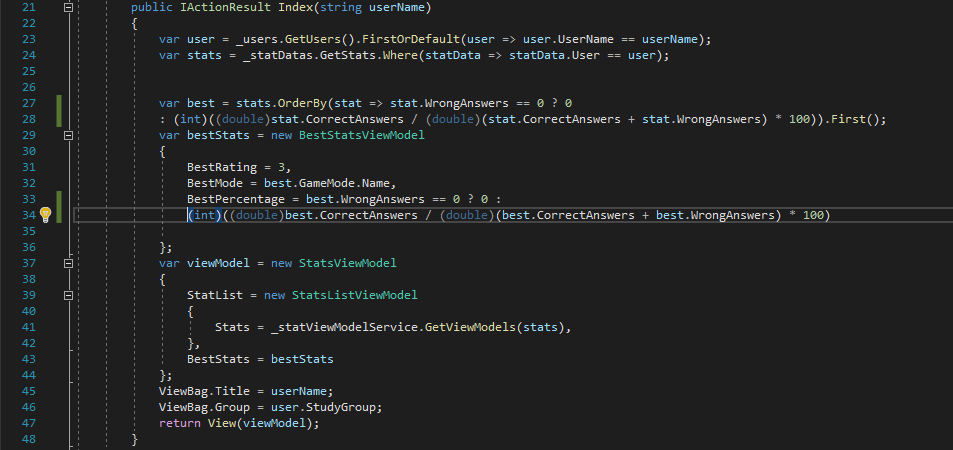 21 public IActionResult Index(string userName)
22 {
23 var user = _users.GetUsers().FirstOrDefault(user => user.UserName == userName);
24 var stats = _statDatas.GetStats.Where(statData => statData.User == user);
25
26
27 var best = stats.OrderBy(stat => stat.WrongAnswers == 0 ? 0
28 : (int)((double)stat.CorrectAnswers / (double)(stat.CorrectAnswers + stat.WrongAnswers) * 100)).First();
29 var bestStats = new BestStatsViewModel
30 {
31 BestRating = 3,
32 BestMode = best.GameMode.Name,
33 BestPercentage = best.WrongAnswers == 0 ? 0 :
34 (int)((double)best.CorrectAnswers / (double)(best.CorrectAnswers + best.WrongAnswers) * 100)
35
36 };
37 var viewModel = new StatsViewModel
38 {
39 StatList = new StatsListViewModel
40 {
41 Stats = _statViewModelService.GetViewModels(stats),
42 },
43 BestStats = bestStats
44 };
45 ViewBag.Title = userName;
46 ViewBag.Group = user.StudyGroup;
47 return View(viewModel);
48 }